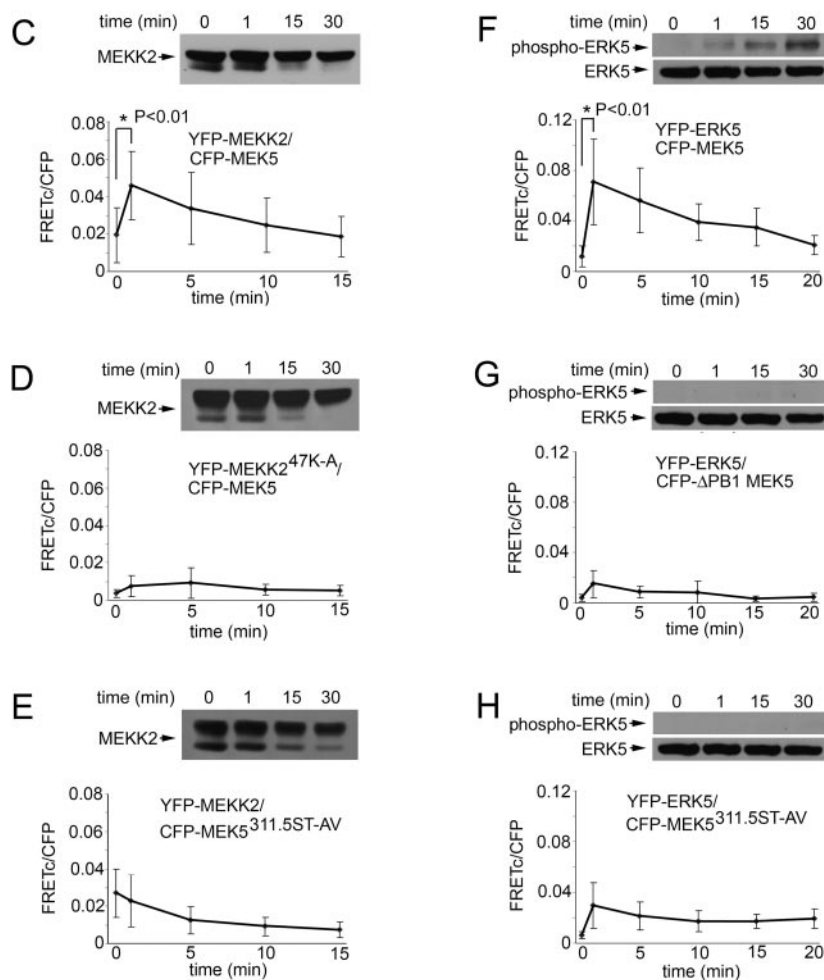 C
time (min) 0 1 15 30
MEKK2
* P<0.01
YFP-MEKK2/
CFP-MEK5
FRETc/CFP
0.08
0.06
0.04
0.02
0
0 5 10 15
time (min)
D
time (min) 0 1 15 30
MEKK2
YFP-MEKK2^47K-A/
CFP-MEK5
FRETc/CFP
0.08
0.06
0.04
0.02
0
0 5 10 15
time (min)
E
time (min) 0 1 15 30
MEKK2
YFP-MEKK2/
CFP-MEK5^311.5ST-AV
FRETc/CFP
0.08
0.06
0.04
0.02
0
0 5 10 15
time (min)
F
time (min) 0 1 15 30
phospho-ERK5
ERK5
* P<0.01
YFP-ERK5
CFP-MEK5
FRETc/CFP
0.12
0.08
0.04
0
0 5 10 15 20
time (min)
G
time (min) 0 1 15 30
phospho-ERK5
ERK5
YFP-ERK5/
CFP-ΔPB1 MEK5
FRETc/CFP
0.12
0.08
0.04
0
0 5 10 15 20
time (min)
H
time (min) 0 1 15 30
phospho-ERK5
ERK5
YFP-ERK5/
CFP-MEK5^311.5ST-AV
FRETc/CFP
0.12
0.08
0.04
0
0 5 10 15 20
time (min)